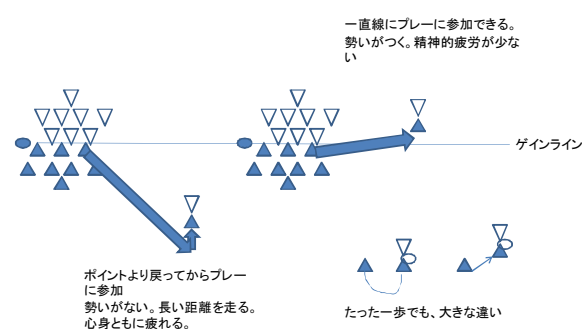 一直線にプレーに参加できる。
勢いがつく。精神的疲労が少な
い
ゲインライン
ポイントより戻ってからプレー
に参加
勢いがない。長い距離を走る。
心身ともに疲れる。
たった一歩でも、大きな違い